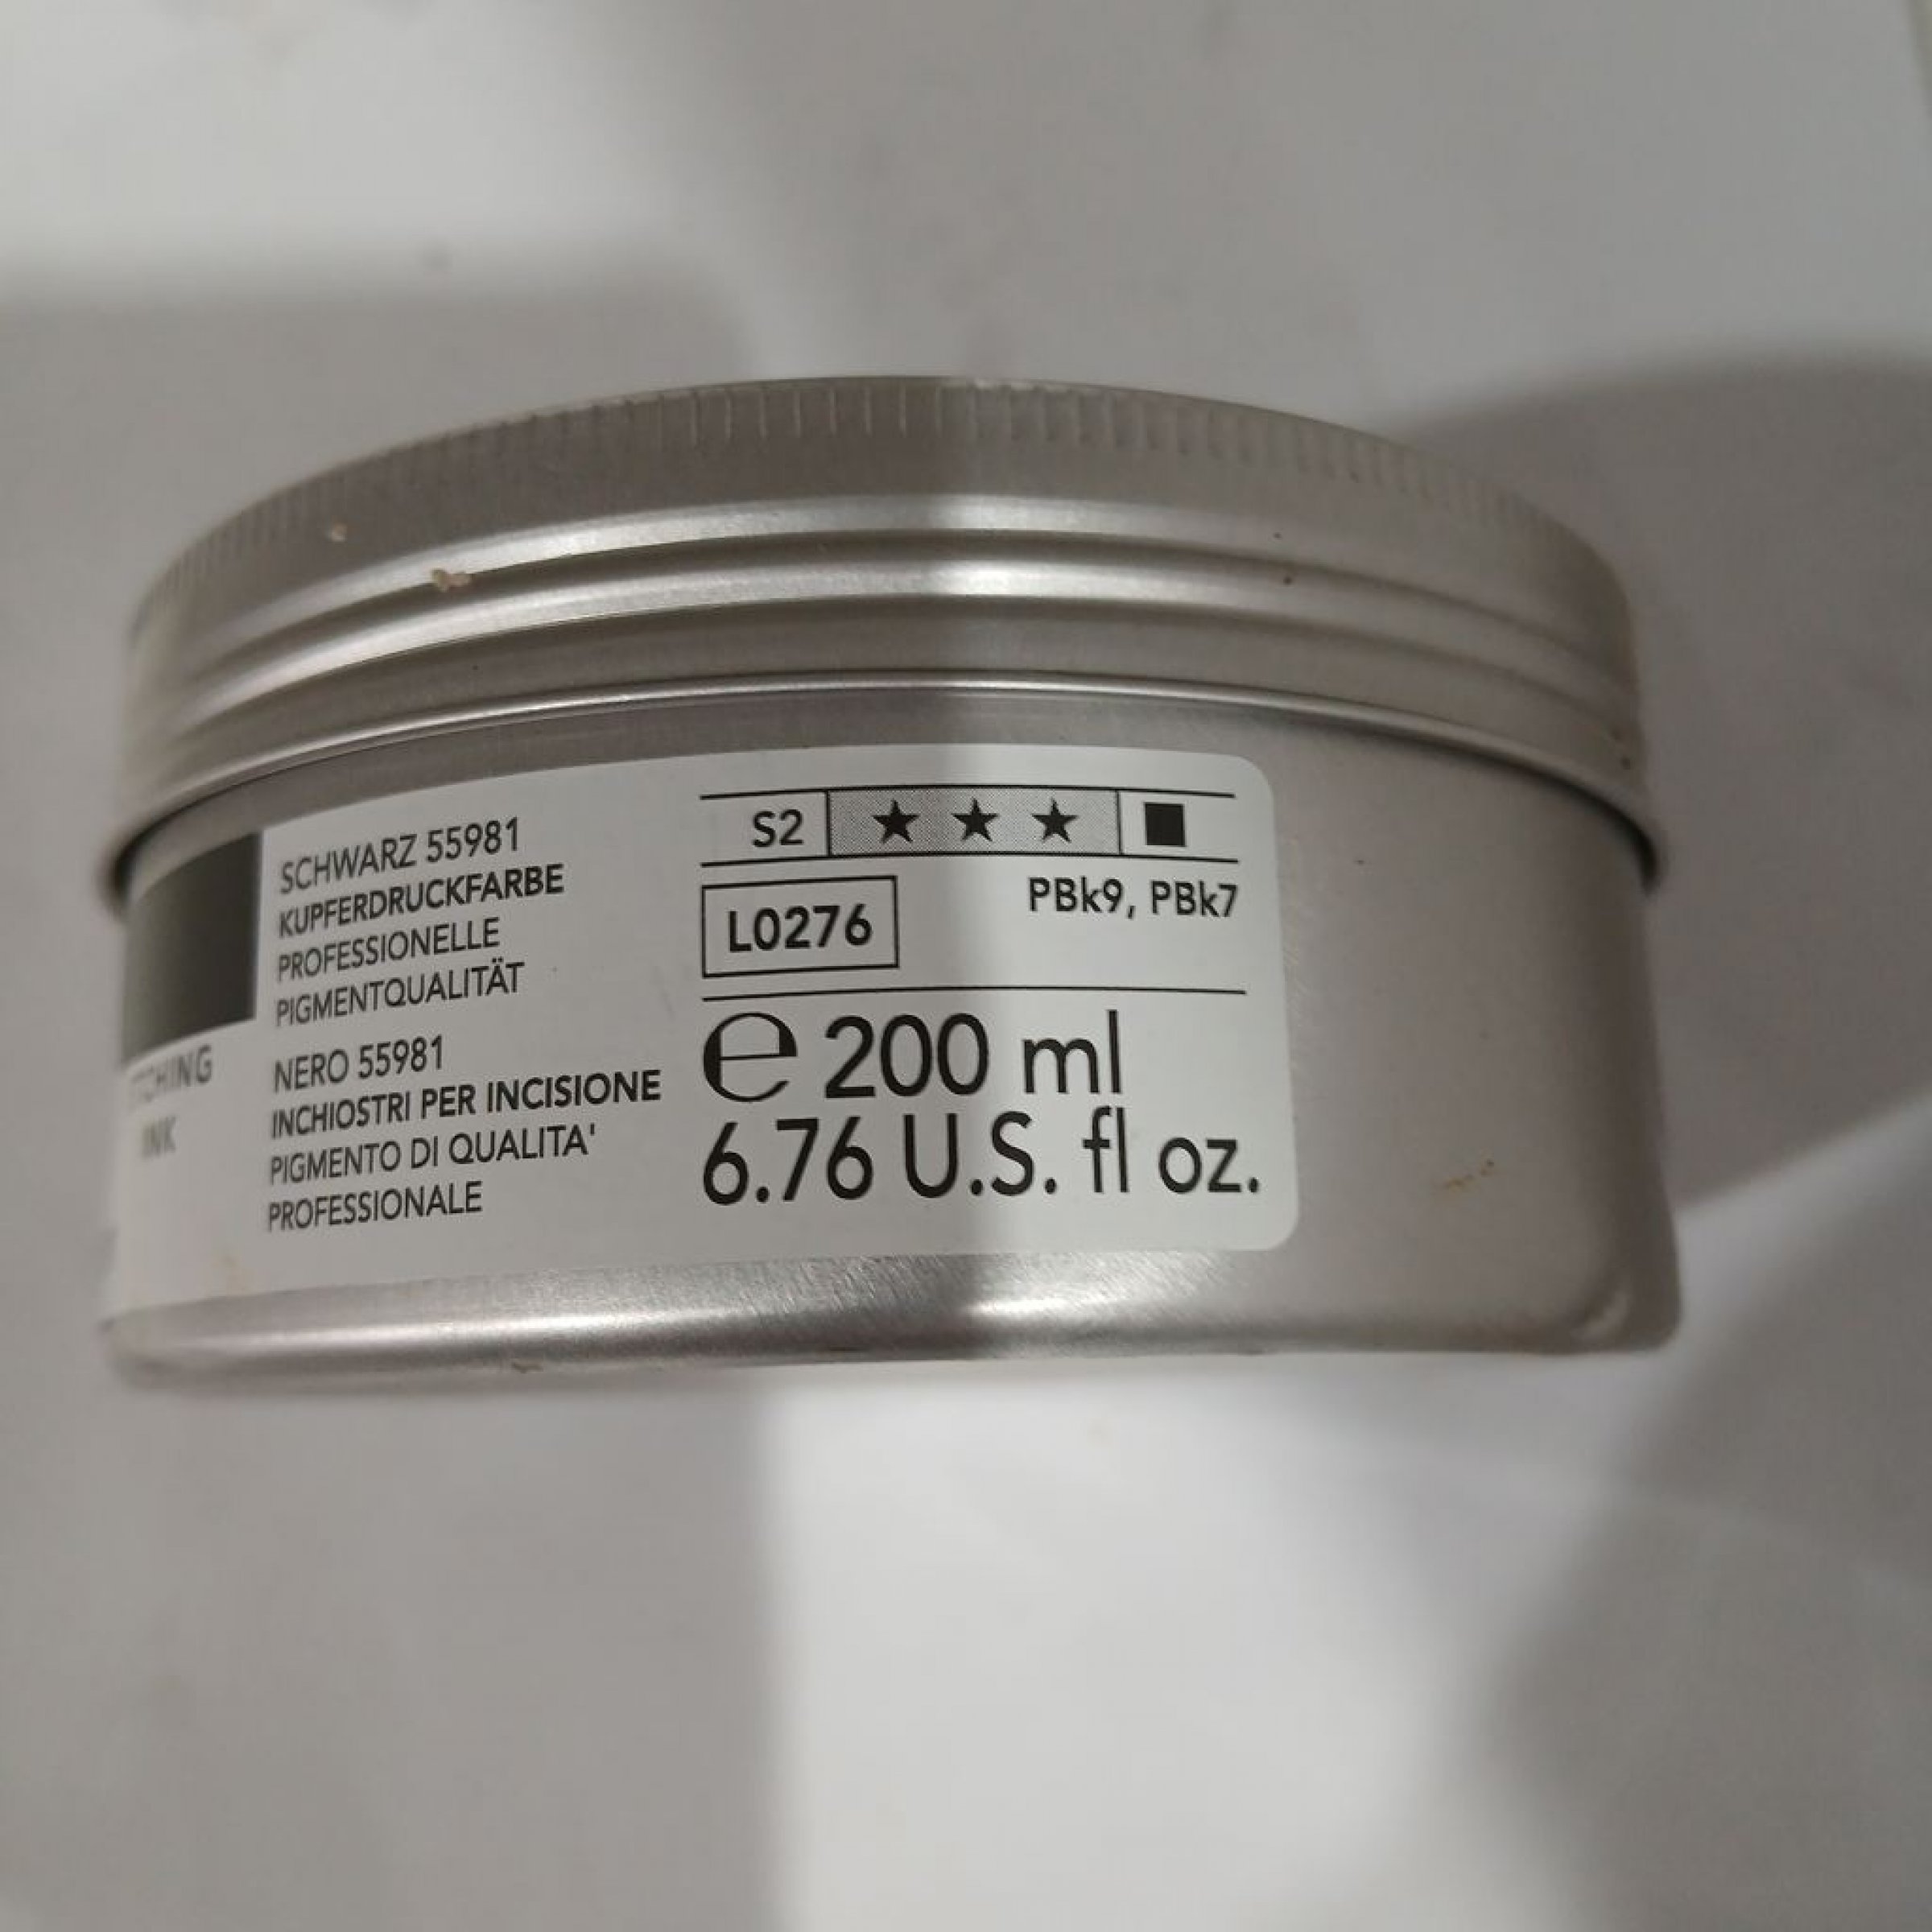 ETCHING
INK
SCHWARZ 55981
KUPFERDRUCKFARBE
PROFESSIONELLE
PIGMENTQUALITÄT
NERO 55981
INCHIOSTRI PER INCISIONE
PIGMENTO DI QUALITA'
PROFESSIONALE
S2 ★ ★ ★ ■
PBk9, PBk7
L0276
℮ 200 ml
6.76 U.S. fl oz.